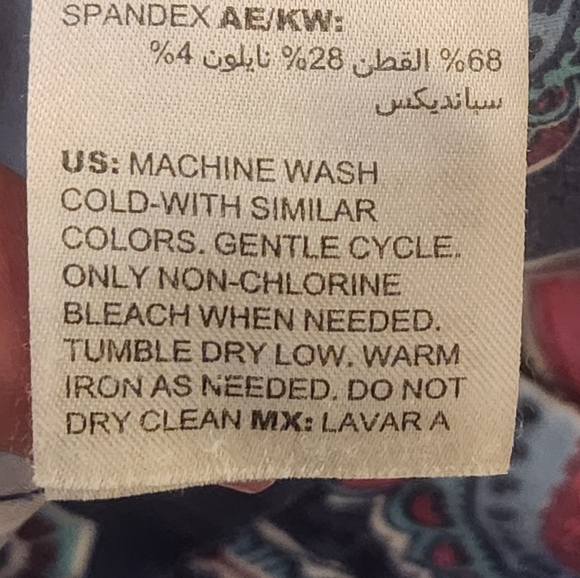 SPANDEX AE/KW:
68% القطن 28% نايلون 4%
سبانديكس
US: MACHINE WASH
COLD-WITH SIMILAR
COLORS. GENTLE CYCLE.
ONLY NON-CHLORINE
BLEACH WHEN NEEDED.
TUMBLE DRY LOW. WARM
IRON AS NEEDED. DO NOT
DRY CLEAN MX: LAVAR A